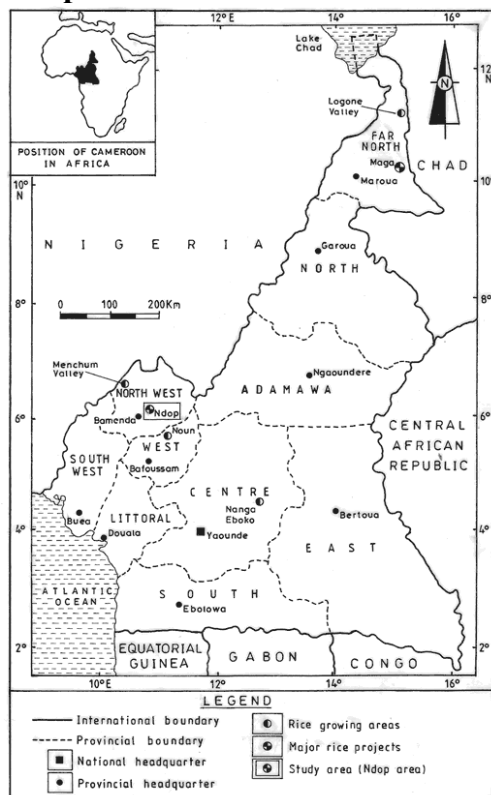 Lake
Chad
12°
N
Logone
Valley
FAR
NORTH
Maga
CHAD
Maroua
POSITION OF CAMEROON
IN AFRICA
10°
10°
NIGERIA
Garoua
NORTH
0
100
200Km
8°
8°
Menchum
Valley
Ngaoundere
ADAMAWA
NORTH WEST
Ndop
6°
6°
Bamenda
Noun
WEST
CENTRAL
AFRICAN
REPUBLIC
SOUTH
WEST
Bafoussam
CENTRE
Nanga
Eboko
Buea
LITTORAL
Bertoua
4°
4°
Douala
Yaounde
EAST
ATLANTIC
OCEAN
SOUTH
Ebolowa
2°
2°
EQUATORIAL
GUINEA
GABON
CONGO
10°E
12°
14°
16°
LEGEND
International boundary
Provincial boundary
National headquarter
Provincial headquarter
Rice growing areas
Major rice projects
Study area (Ndop area)